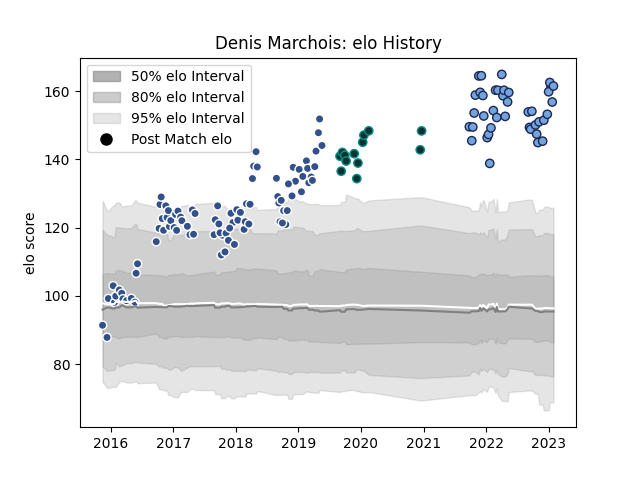 Denis Marchois: elo History
50% elo Interval
80% elo Interval
95% elo Interval
Post Match elo
elo score
160
140
120
100
80
2016 2017 2018 2019 2020 2021 2022 2023